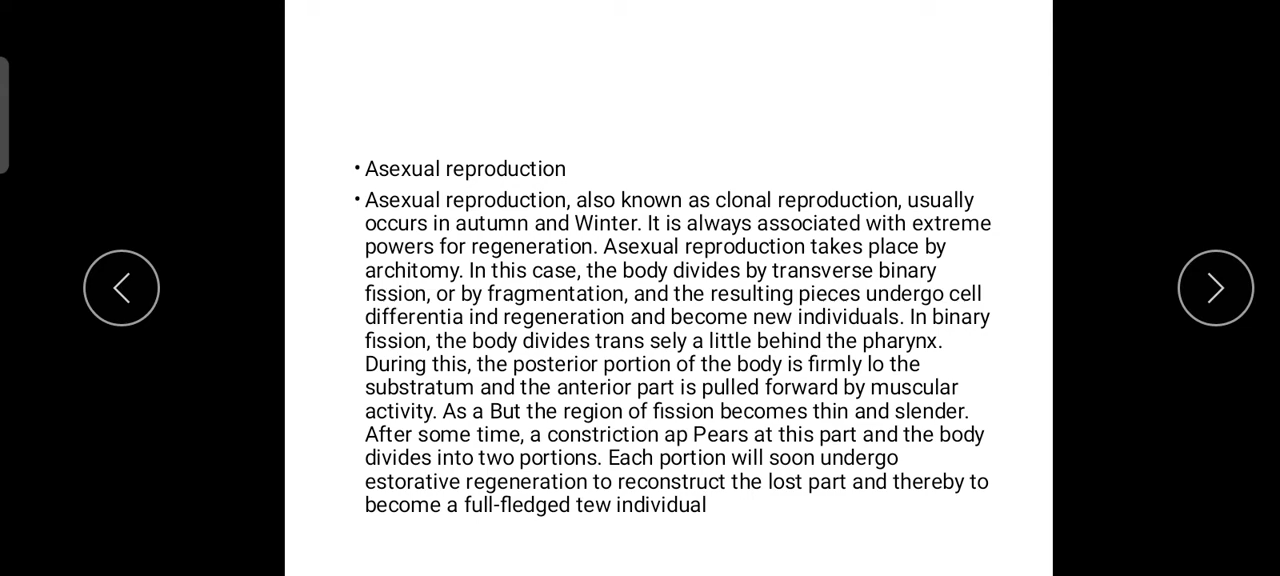 • Asexual reproduction
• Asexual reproduction, also known as clonal reproduction, usually
occurs in autumn and Winter. It is always associated with extreme
powers for regeneration. Asexual reproduction takes place by
architomy. In this case, the body divides by transverse binary
fission, or by fragmentation, and the resulting pieces undergo cell
differentia ind regeneration and become new individuals. In binary
fission, the body divides trans sely a little behind the pharynx.
During this, the posterior portion of the body is firmly lo the
substratum and the anterior part is pulled forward by muscular
activity. As a But the region of fission becomes thin and slender.
After some time, a constriction ap Pears at this part and the body
divides into two portions. Each portion will soon undergo
estorative regeneration to reconstruct the lost part and thereby to
become a full-fledged tew individual